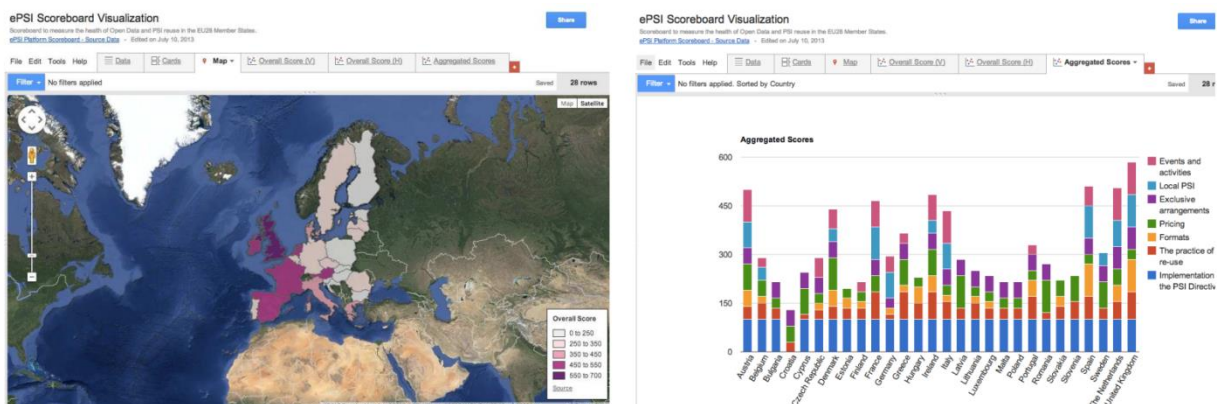 ePSI Scoreboard Visualization
Share
Scoreboard to measure the health of Open Data and PSI reuse in the EU28 Member States.
ePSI Platform Scoreboard - Source Data - Edited on July 10, 2013
File Edit Tools Help Data Cards Map Overall Score (V) Overall Score (H) Aggregated Scores +
Filter No filters applied Saved 28 rows
Map Satellite
Overall Score
0 to 250
250 to 350
350 to 450
450 to 550
550 to 700
Source
ePSI Scoreboard Visualization
Share
Scoreboard to measure the health of Open Data and PSI reuse in the EU28 Member States.
ePSI Platform Scoreboard - Source Data - Edited on July 10, 2013
File Edit Tools Help Data Cards Map Overall Score (V) Overall Score (H) Aggregated Scores +
Filter No filters applied. Sorted by Country Saved 28 r
Aggregated Scores
600
450
300
150
0
Events and
activities
Local PSI
Exclusive
arrangements
Pricing
Formats
The practice of
re-use
Implementation
the PSI Directiv
Austria
Belgium
Bulgaria
Croatia
Cyprus
Czech Republic
Denmark
Estonia
Finland
France
Germany
Greece
Hungary
Ireland
Italy
Latvia
Lithuania
Luxembourg
Malta
Poland
Portugal
Romania
Slovakia
Slovenia
Spain
Sweden
The Netherlands
United Kingdom